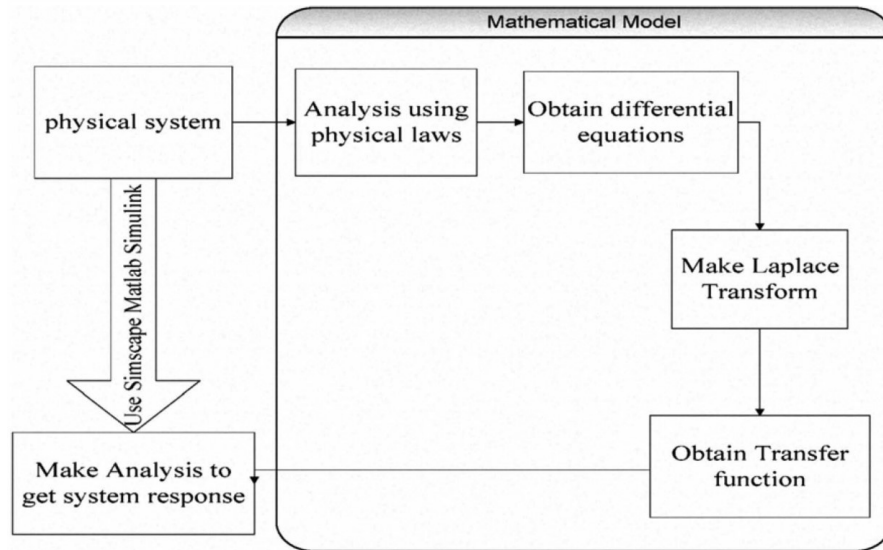 Mathematical Model
physical system
Analysis using
physical laws
Obtain differential
equations
Make Laplace
Transform
Obtain Transfer
function
Use Simscape Matlab Simulink
Make Analysis to
get system response